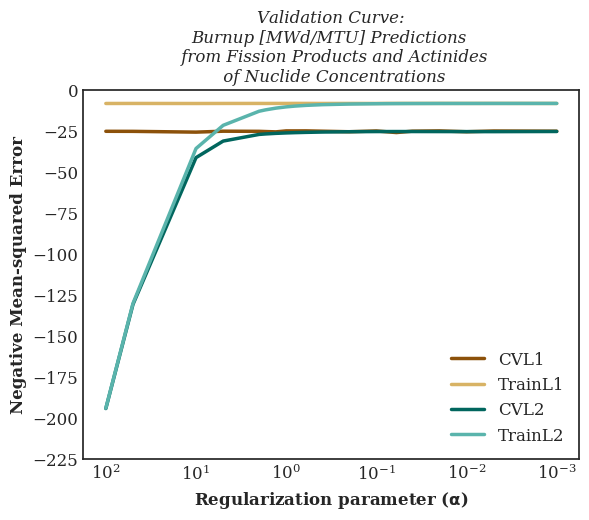 Validation Curve:
Burnup [MWd/MTU] Predictions
from Fission Products and Actinides
of Nuclide Concentrations
Negative Mean-squared Error
0
−25
−50
−75
−100
−125
−150
−175
−200
−225
CVL1
TrainL1
CVL2
TrainL2
10² 10¹ 10⁰ 10⁻¹ 10⁻² 10⁻³
Regularization parameter (α)